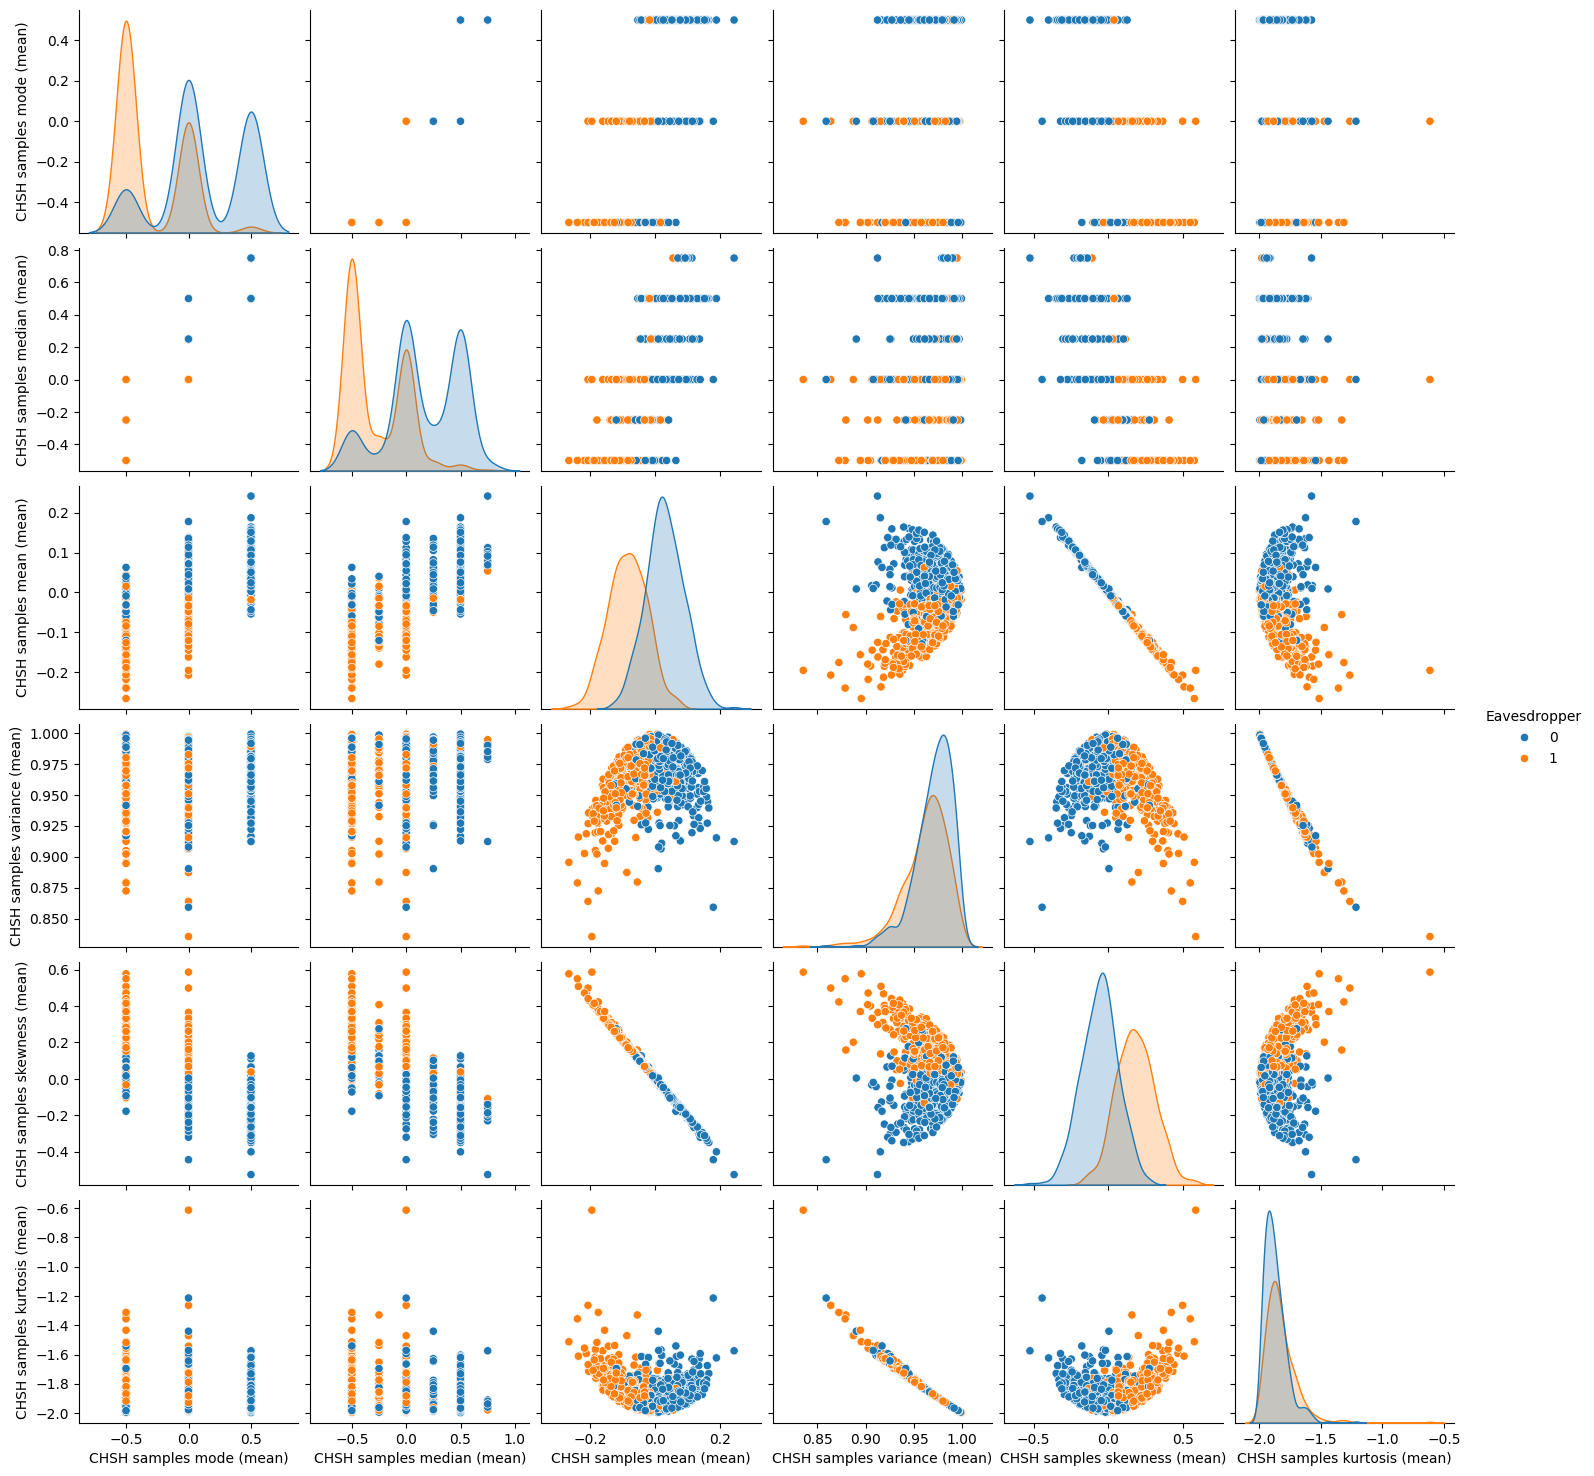 CHSH samples mode (mean)
0.4
0.2
0.0
−0.2
−0.4
CHSH samples median (mean)
0.8
0.6
0.4
0.2
0.0
−0.2
−0.4
CHSH samples mean (mean)
0.2
0.1
0.0
−0.1
−0.2
CHSH samples variance (mean)
1.000
0.975
0.950
0.925
0.900
0.875
0.850
Eavesdropper
0
1
CHSH samples skewness (mean)
0.6
0.4
0.2
0.0
−0.2
−0.4
CHSH samples kurtosis (mean)
−0.6
−0.8
−1.0
−1.2
−1.4
−1.6
−1.8
−2.0
−0.5 0.0 0.5
CHSH samples mode (mean)
−0.5 0.0 0.5 1.0
CHSH samples median (mean)
−0.2 0.0 0.2
CHSH samples mean (mean)
0.85 0.90 0.95 1.00
CHSH samples variance (mean)
−0.5 0.0 0.5
CHSH samples skewness (mean)
−2.0 −1.5 −1.0 −0.5
CHSH samples kurtosis (mean)